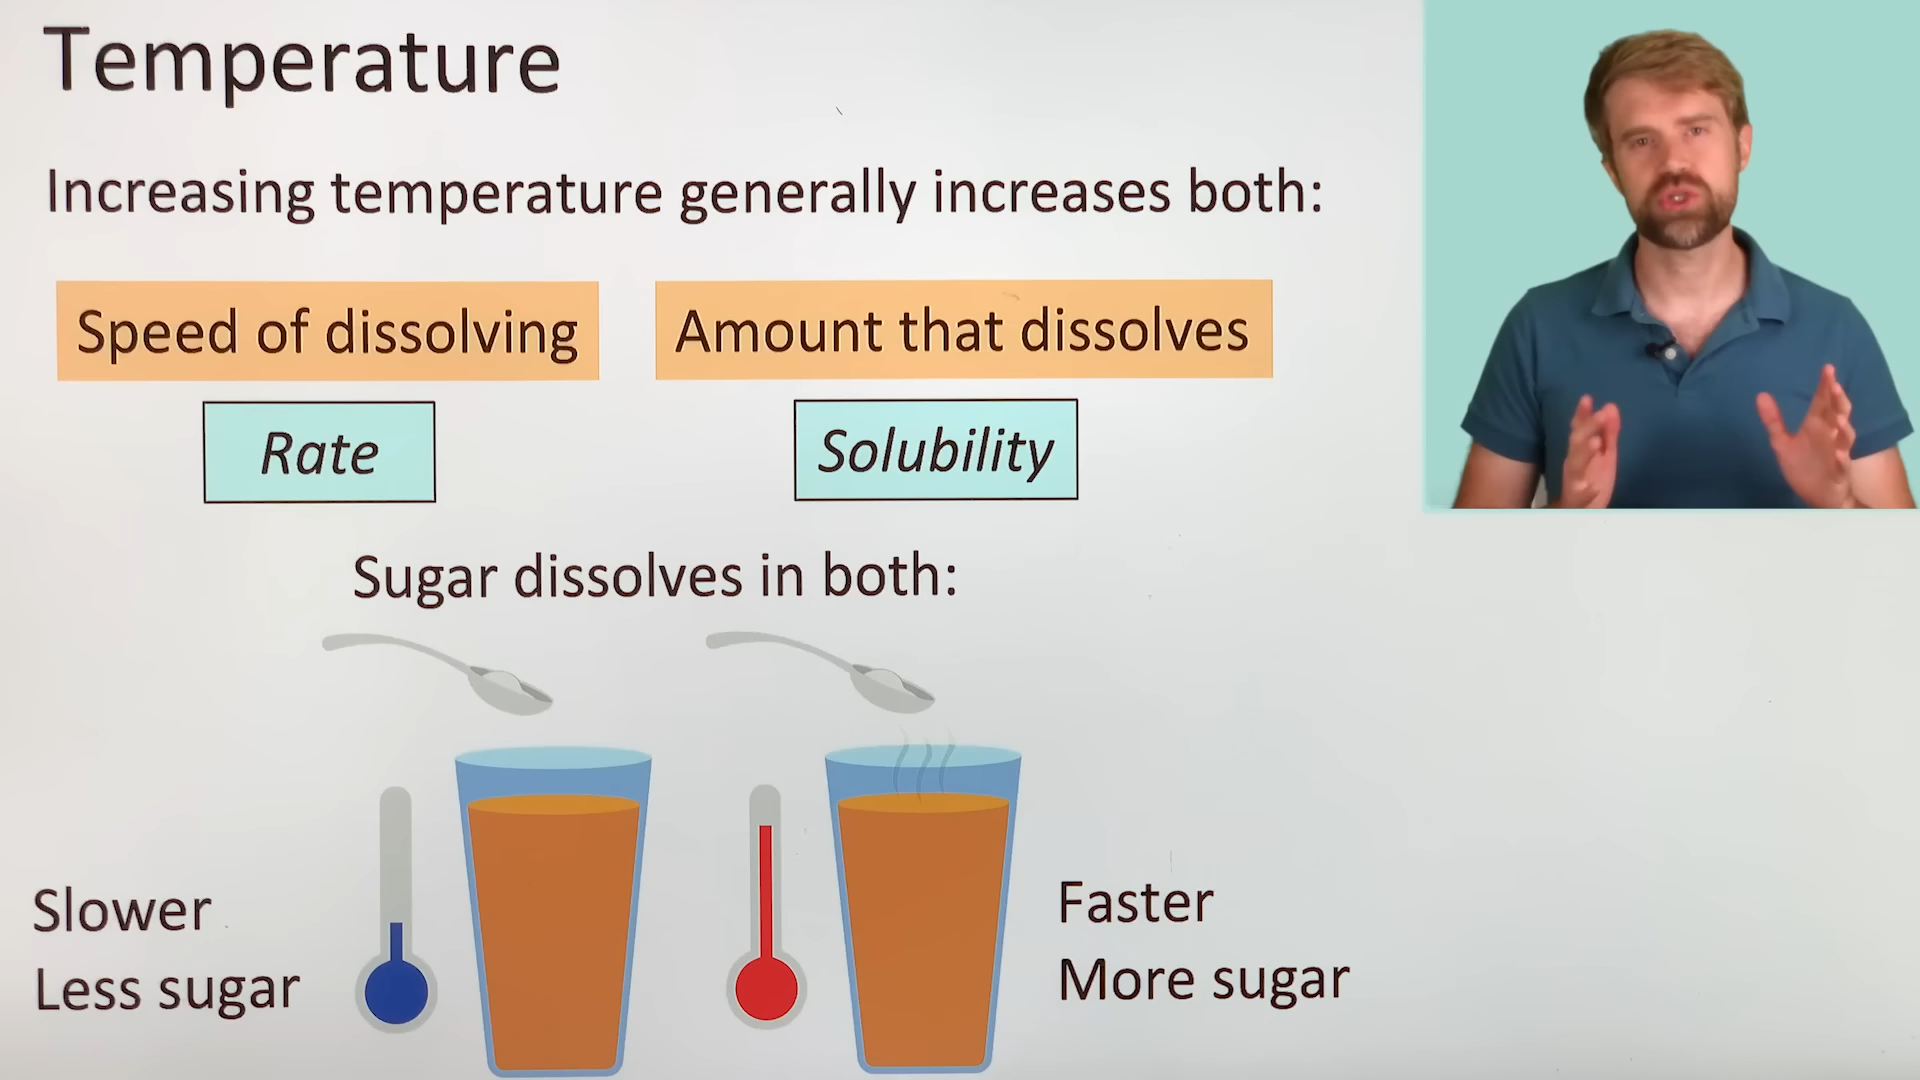 Temperature
Increasing temperature generally increases both:
Speed of dissolving
Amount that dissolves
Rate
Solubility
Sugar dissolves in both:
Slower
Less sugar
Faster
More sugar